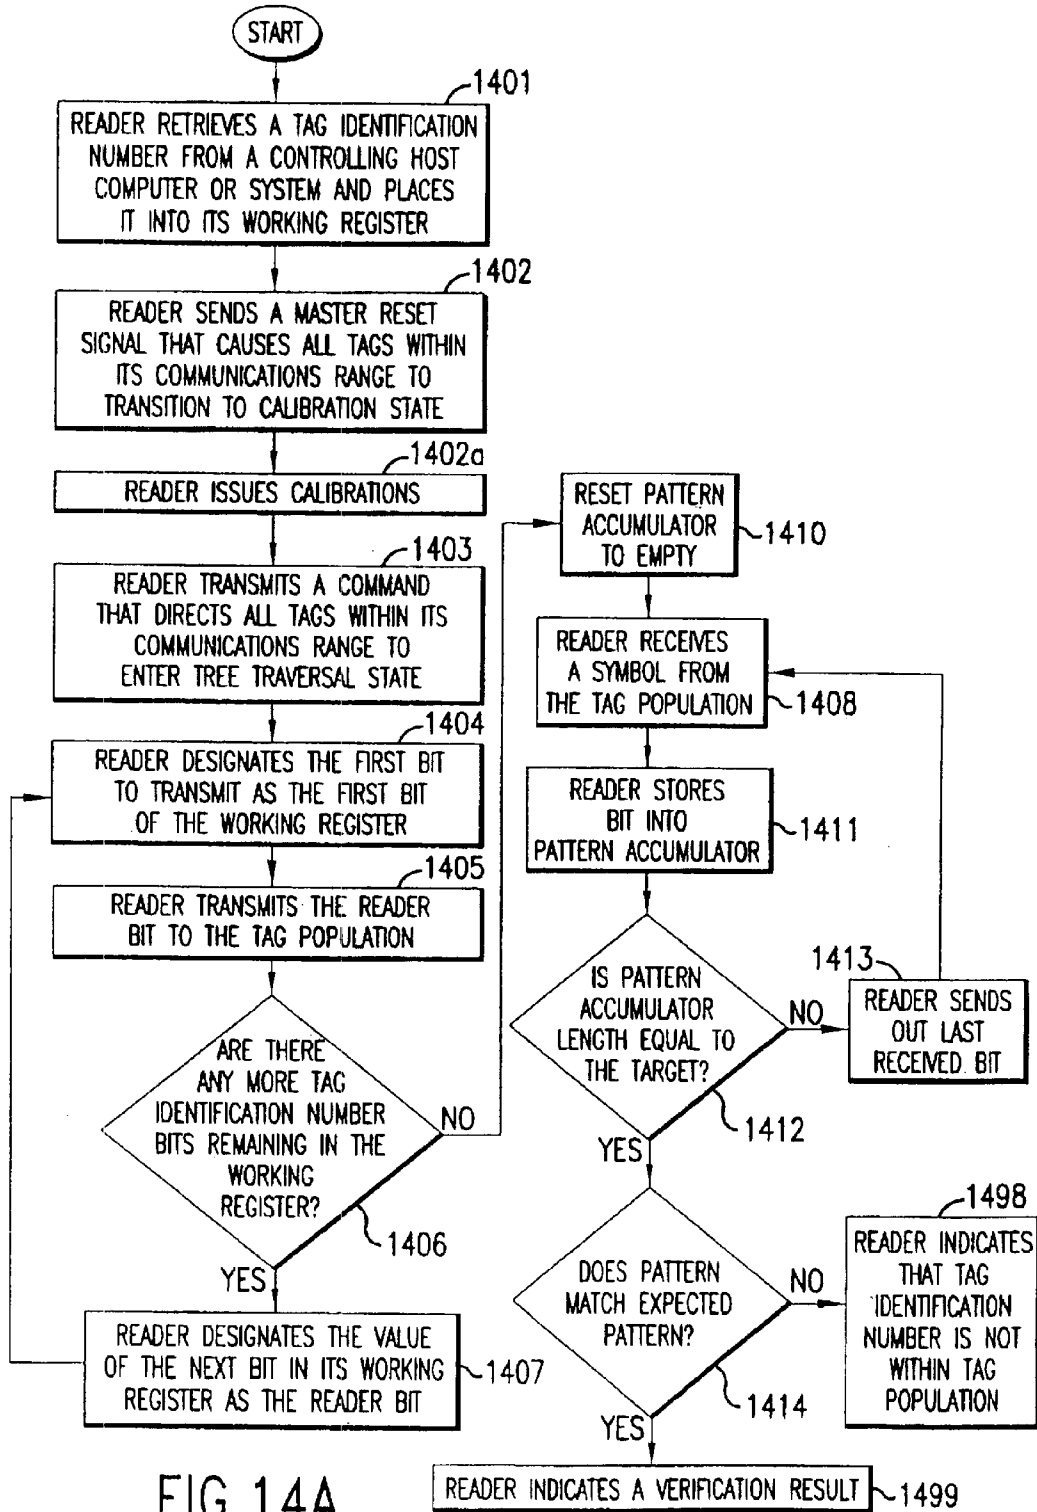 START
1401
READER RETRIEVES A TAG IDENTIFICATION
NUMBER FROM A CONTROLLING HOST
COMPUTER OR SYSTEM AND PLACES
IT INTO ITS WORKING REGISTER
1402
READER SENDS A MASTER RESET
SIGNAL THAT CAUSES ALL TAGS WITHIN
ITS COMMUNICATIONS RANGE TO
TRANSITION TO CALIBRATION STATE
1402a
READER ISSUES CALIBRATIONS
1403
READER TRANSMITS A COMMAND
THAT DIRECTS ALL TAGS WITHIN ITS
COMMUNICATIONS RANGE TO
ENTER TREE TRAVERSAL STATE
1404
READER DESIGNATES THE FIRST BIT
TO TRANSMIT AS THE FIRST BIT
OF THE WORKING REGISTER
1405
READER TRANSMITS THE READER
BIT TO THE TAG POPULATION
ARE THERE
ANY MORE TAG
IDENTIFICATION NUMBER
BITS REMAINING IN THE
WORKING
REGISTER?
NO
1406
YES
READER DESIGNATES THE VALUE
OF THE NEXT BIT IN ITS WORKING
REGISTER AS THE READER BIT
1407
RESET PATTERN
ACCUMULATOR
TO EMPTY
1410
READER RECEIVES
A SYMBOL FROM
THE TAG POPULATION
1408
READER STORES
BIT INTO
PATTERN ACCUMULATOR
1411
IS PATTERN
ACCUMULATOR
LENGTH EQUAL TO
THE TARGET?
NO
1412
YES
1413
READER SENDS
OUT LAST
RECEIVED BIT
DOES PATTERN
MATCH EXPECTED
PATTERN?
NO
1414
YES
1498
READER INDICATES
THAT TAG
IDENTIFICATION
NUMBER IS NOT
WITHIN TAG
POPULATION
READER INDICATES A VERIFICATION RESULT
1499
FIG. 14A